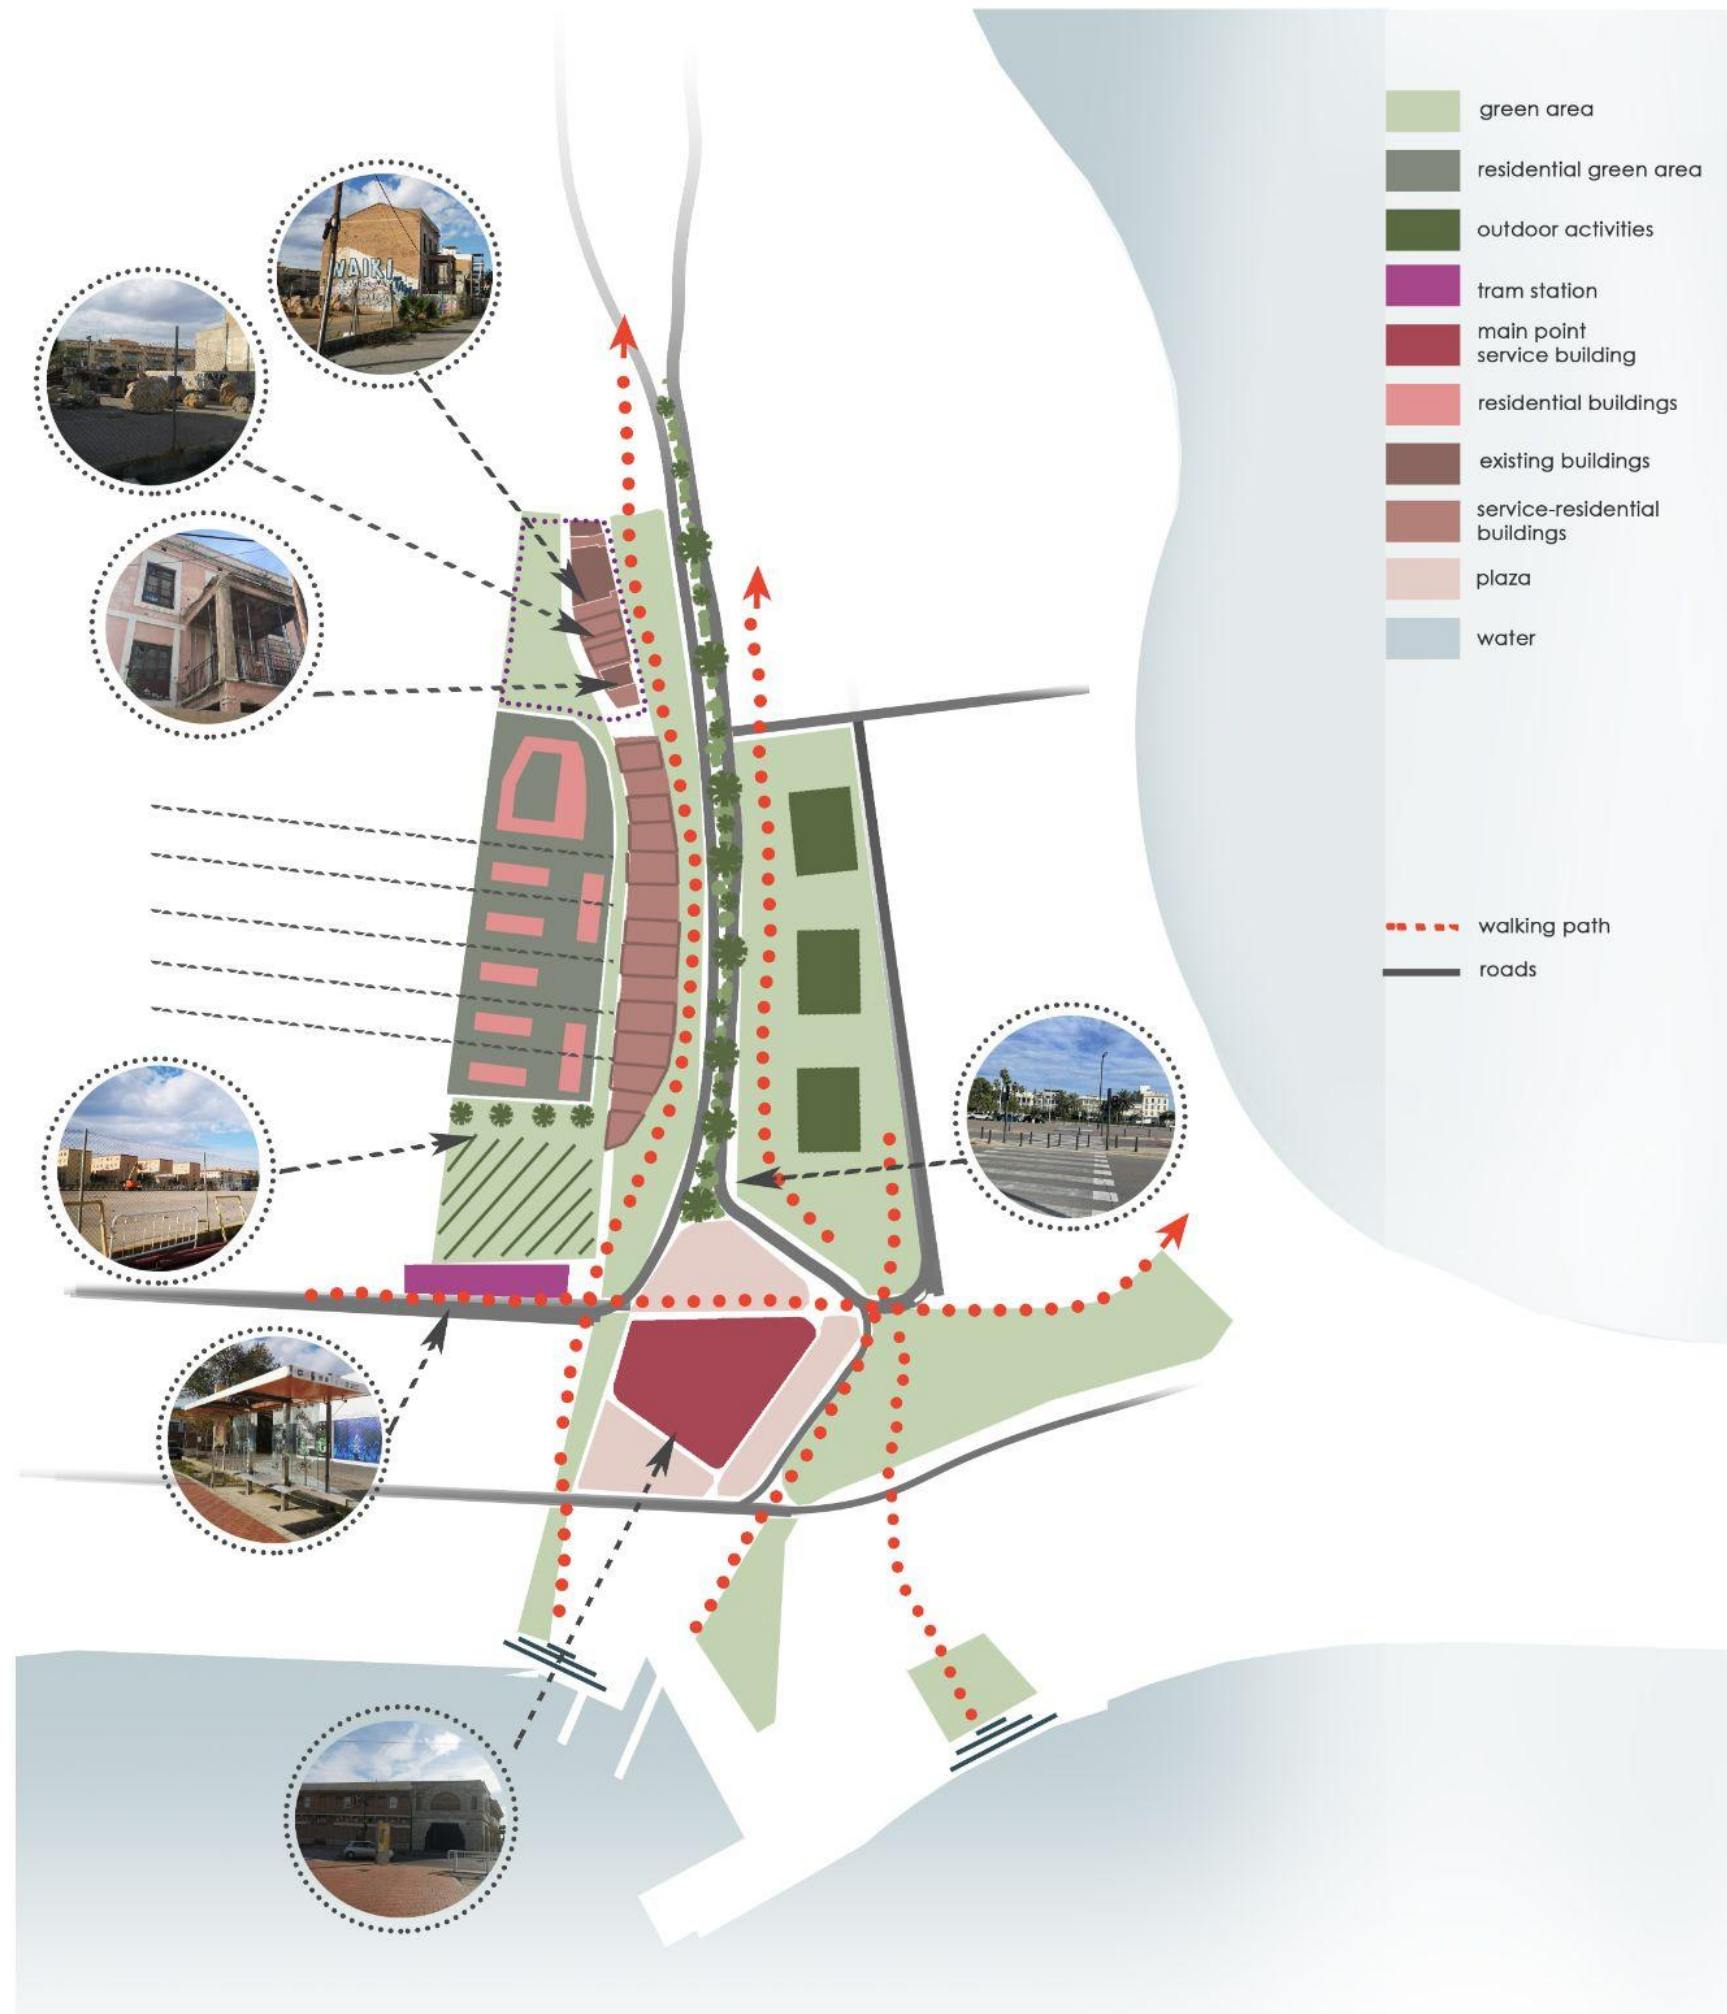 green area
residential green area
outdoor activities
tram station
main point
service building
residential buildings
existing buildings
service-residential
buildings
plaza
water
walking path
roads
WAIKI